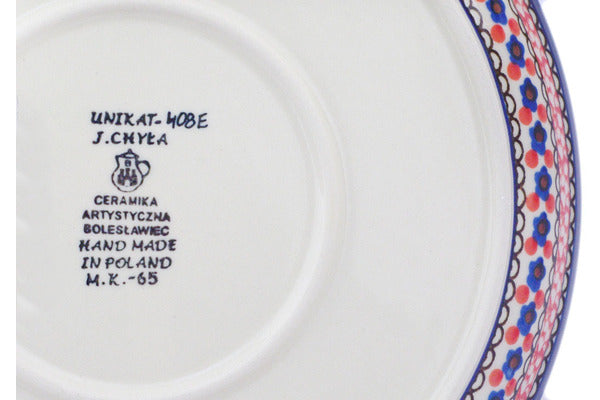 UNIKAT-408E
J.CHYŁA
CERAMIKA
ARTYSTYCZNA
BOLESŁAWIEC
HAND MADE
IN POLAND
M.K.-65